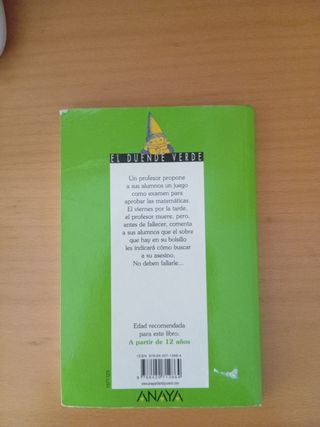 EL DUENDE VERDE
Un profesor propone
a sus alumnos un juego
como examen para
aprobar las matemáticas.
El viernes por la tarde,
el profesor muere, pero,
antes de fallecer, comenta
a sus alumnos que el sobre
que hay en su bolsillo
les indicará cómo buscar
a su asesino.
No deben fallarle...
Edad recomendada
para este libro:
A partir de 12 años
www.anayainfantilyjuvenil.com
ANAYA